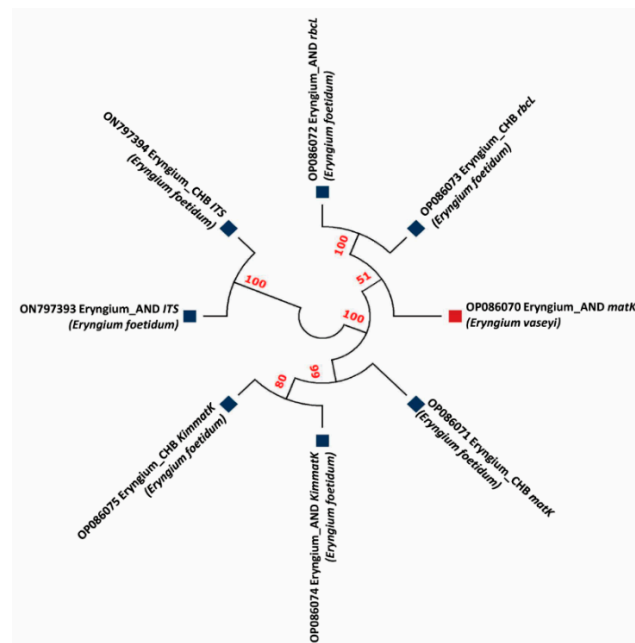 OP086072 Eryngium_AND rbcL
(Eryngium foetidum)
OP086073 Eryngium_CHB rbcL
(Eryngium foetidum)
OP086070 Eryngium_AND matK
(Eryngium vaseyi)
OP086071 Eryngium_CHB matK
(Eryngium foetidum)
OP086074 Eryngium_AND KimmatK
(Eryngium foetidum)
OP086075 Eryngium_CHB KimmatK
(Eryngium foetidum)
ON797393 Eryngium_AND ITS
(Eryngium foetidum)
ON797394 Eryngium_CHB ITS
(Eryngium foetidum)
100
51
100
100
66
80